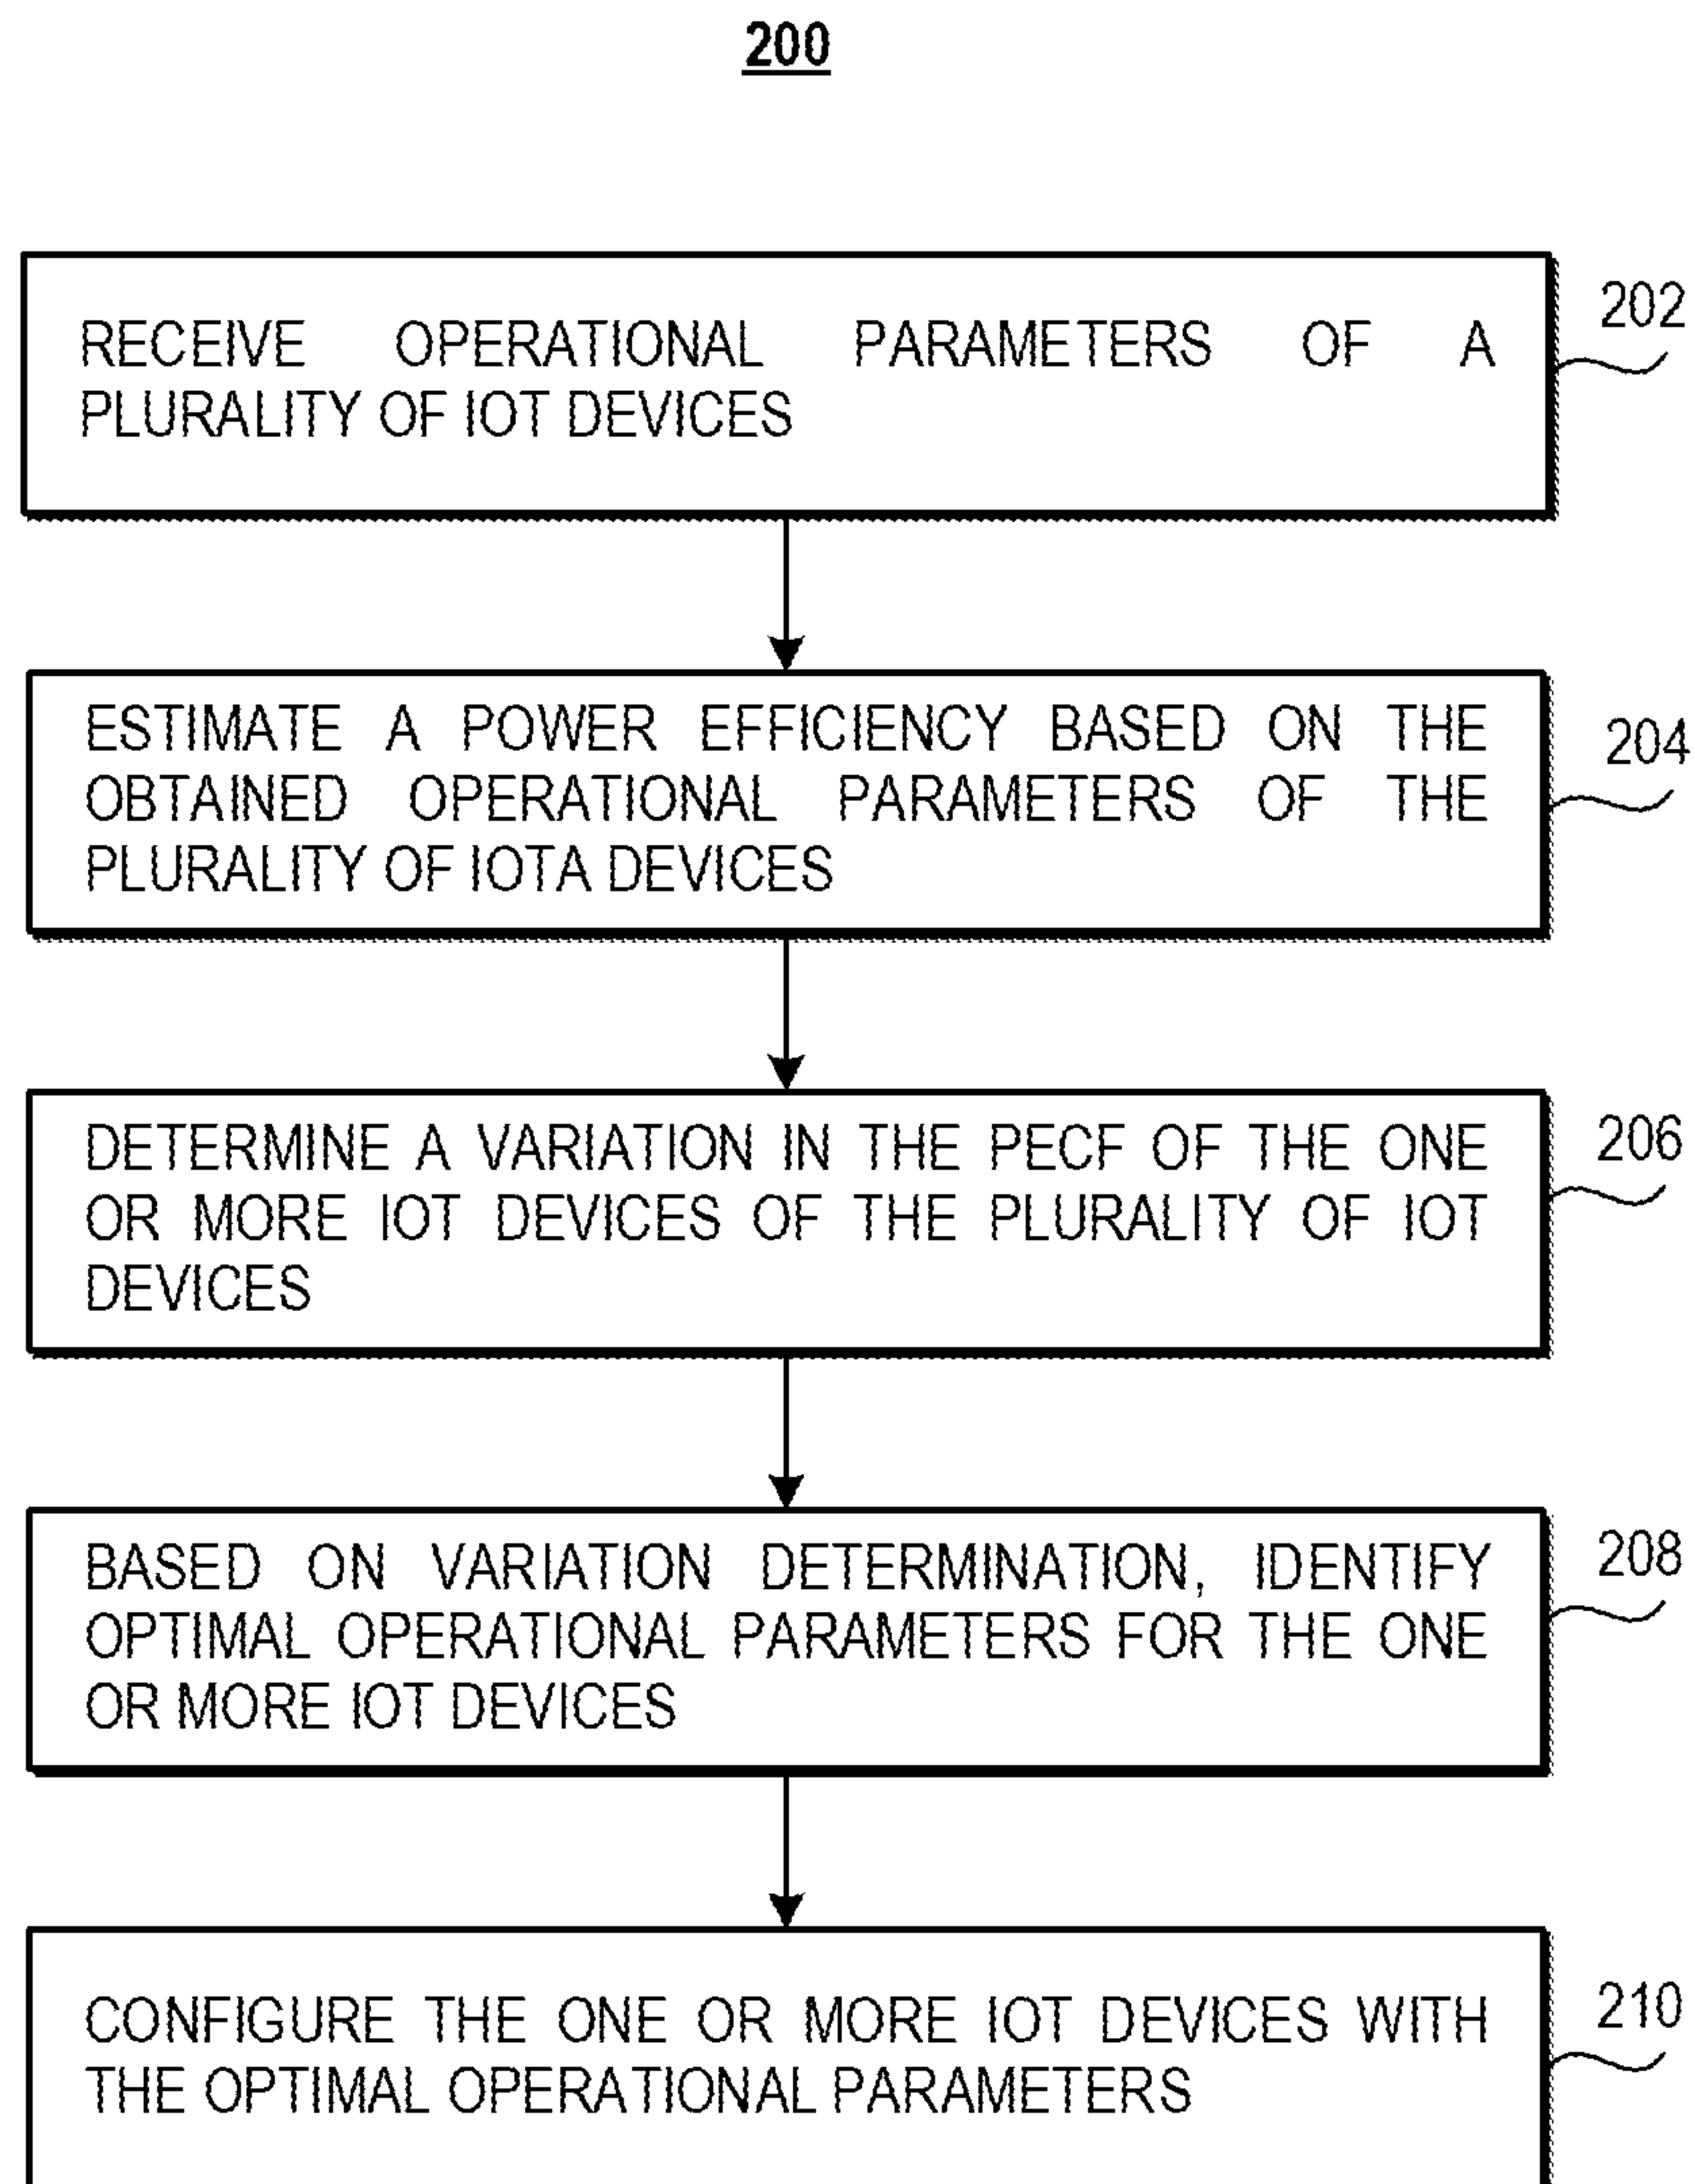 200
RECEIVE OPERATIONAL PARAMETERS OF A
PLURALITY OF IOT DEVICES
202
ESTIMATE A POWER EFFICIENCY BASED ON THE
OBTAINED OPERATIONAL PARAMETERS OF THE
PLURALITY OF IOTA DEVICES
204
DETERMINE A VARIATION IN THE PECF OF THE ONE
OR MORE IOT DEVICES OF THE PLURALITY OF IOT
DEVICES
206
BASED ON VARIATION DETERMINATION, IDENTIFY
OPTIMAL OPERATIONAL PARAMETERS FOR THE ONE
OR MORE IOT DEVICES
208
CONFIGURE THE ONE OR MORE IOT DEVICES WITH
THE OPTIMAL OPERATIONAL PARAMETERS
210